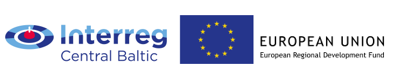 Interreg
Central Baltic
EUROPEAN UNION
European Regional Development Fund